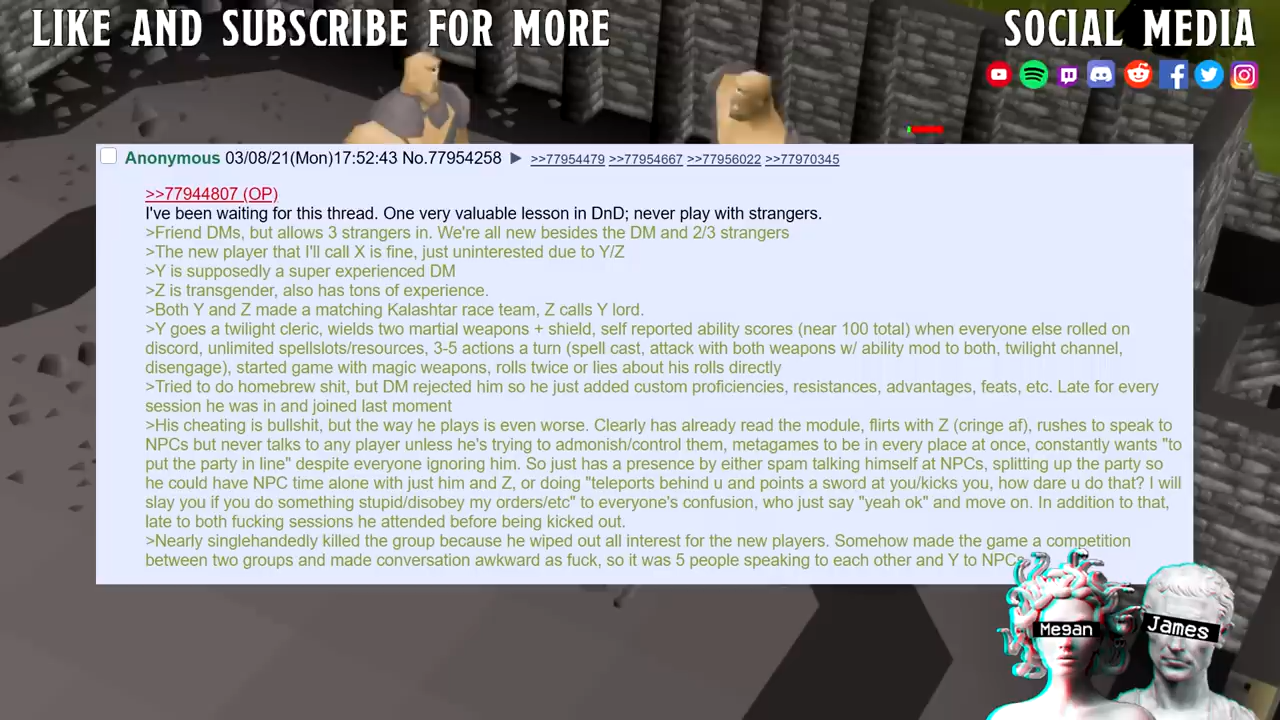 LIKE AND SUBSCRIBE FOR MORE
SOCIAL MEDIA
Anonymous 03/08/21(Mon)17:52:43 No.77954258 ▶ >>77954479 >>77954667 >>77956022 >>77970345
>>77944807 (OP)
I've been waiting for this thread. One very valuable lesson in DnD; never play with strangers.
>Friend DMs, but allows 3 strangers in. We're all new besides the DM and 2/3 strangers
>The new player that I'll call X is fine, just uninterested due to Y/Z
>Y is supposedly a super experienced DM
>Z is transgender, also has tons of experience.
>Both Y and Z made a matching Kalashtar race team, Z calls Y lord.
>Y goes a twilight cleric, wields two martial weapons + shield, self reported ability scores (near 100 total) when everyone else rolled on
discord, unlimited spellslots/resources, 3-5 actions a turn (spell cast, attack with both weapons w/ ability mod to both, twilight channel,
disengage), started game with magic weapons, rolls twice or lies about his rolls directly
>Tried to do homebrew shit, but DM rejected him so he just added custom proficiencies, resistances, advantages, feats, etc. Late for every
session he was in and joined last moment
>His cheating is bullshit, but the way he plays is even worse. Clearly has already read the module, flirts with Z (cringe af), rushes to speak to
NPCs but never talks to any player unless he's trying to admonish/control them, metagames to be in every place at once, constantly wants "to
put the party in line" despite everyone ignoring him. So just has a presence by either spam talking himself at NPCs, splitting up the party so
he could have NPC time alone with just him and Z, or doing "teleports behind u and points a sword at you/kicks you, how dare u do that? I will
slay you if you do something stupid/disobey my orders/etc" to everyone's confusion, who just say "yeah ok" and move on. In addition to that,
late to both fucking sessions he attended before being kicked out.
>Nearly singlehandedly killed the group because he wiped out all interest for the new players. Somehow made the game a competition
between two groups and made conversation awkward as fuck, so it was 5 people speaking to each other and Y to NPCs
Megan
James